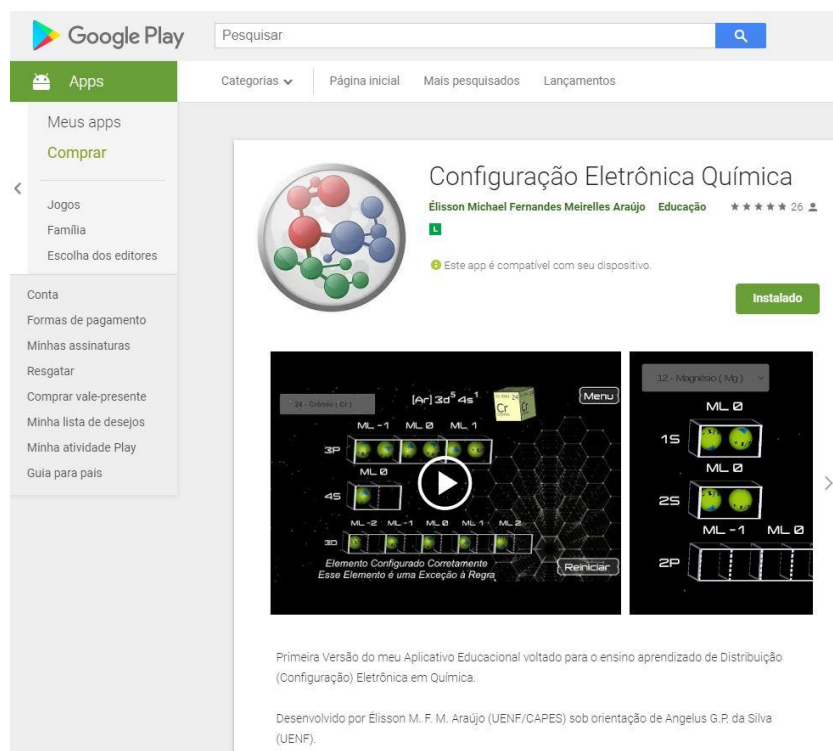 Google Play
Pesquisar
Apps
Categorias
Página inicial
Mais pesquisados
Lançamentos
Meus apps
Comprar
Jogos
Família
Escolha dos editores
Conta
Formas de pagamento
Minhas assinaturas
Resgatar
Comprar vale-presente
Minha lista de desejos
Minha atividade Play
Guia para pais
Configuração Eletrônica Química
Élisson Michael Fernandes Meirelles Araújo Educação 26
L
Este app é compatível com seu dispositivo.
Instalado
24 - Crômio ( Cr )
[Ar] 3d⁵ 4s¹
24
Cr
Cr
Menu
ML -1 ML 0 ML 1
3P
ML 0
4S
ML -2 ML -1 ML 0 ML 1 ML 2
3D
Elemento Configurado Corretamente
Esse Elemento é uma Exceção à Regra
Reiniciar
12 - Magnésio ( Mg )
ML 0
1S
ML 0
2S
ML -1 ML 0
2P
Primeira Versão do meu Aplicativo Educacional voltado para o ensino aprendizado de Distribuição
(Configuração) Eletrônica em Química.
Desenvolvido por Élisson M. F. M. Araújo (UENF/CAPES) sob orientação de Angelus G.P. da Silva
(UENF).